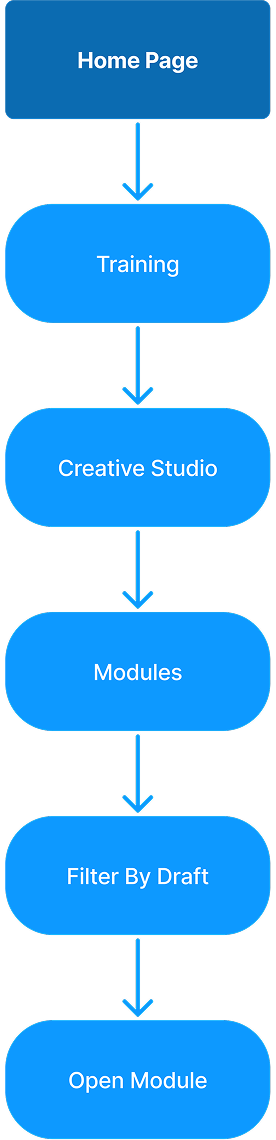 Home Page
Training
Creative Studio
Modules
Filter By Draft
Open Module